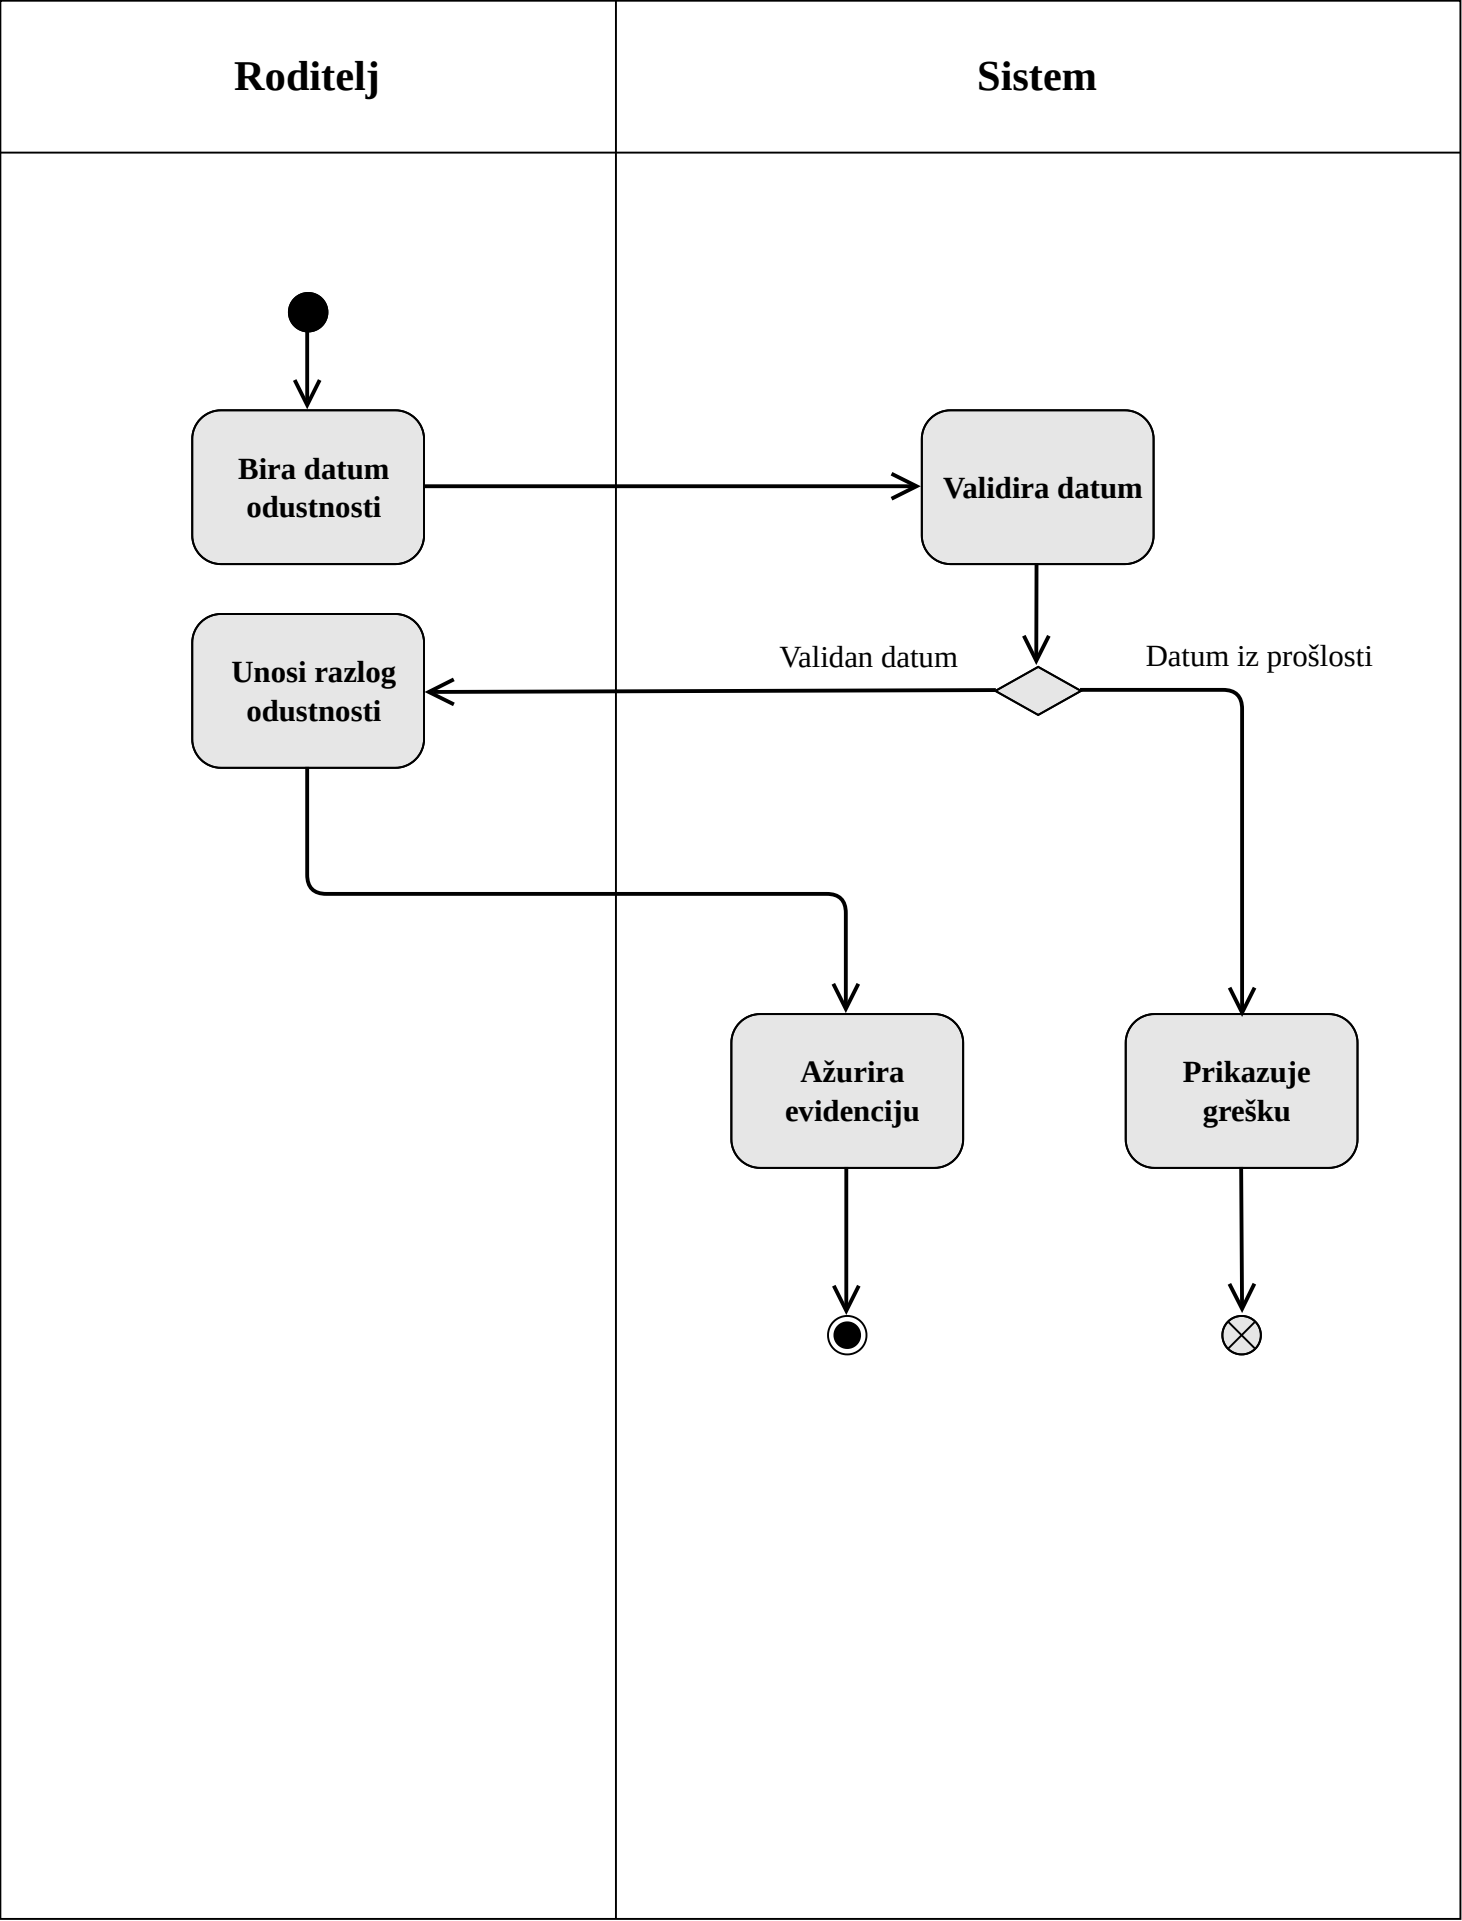 Roditelj
Sistem
Bira datum
odustnosti
Validira datum
Unosi razlog
odustnosti
Validan datum
Datum iz prošlosti
Ažurira
evidenciju
Prikazuje
grešku